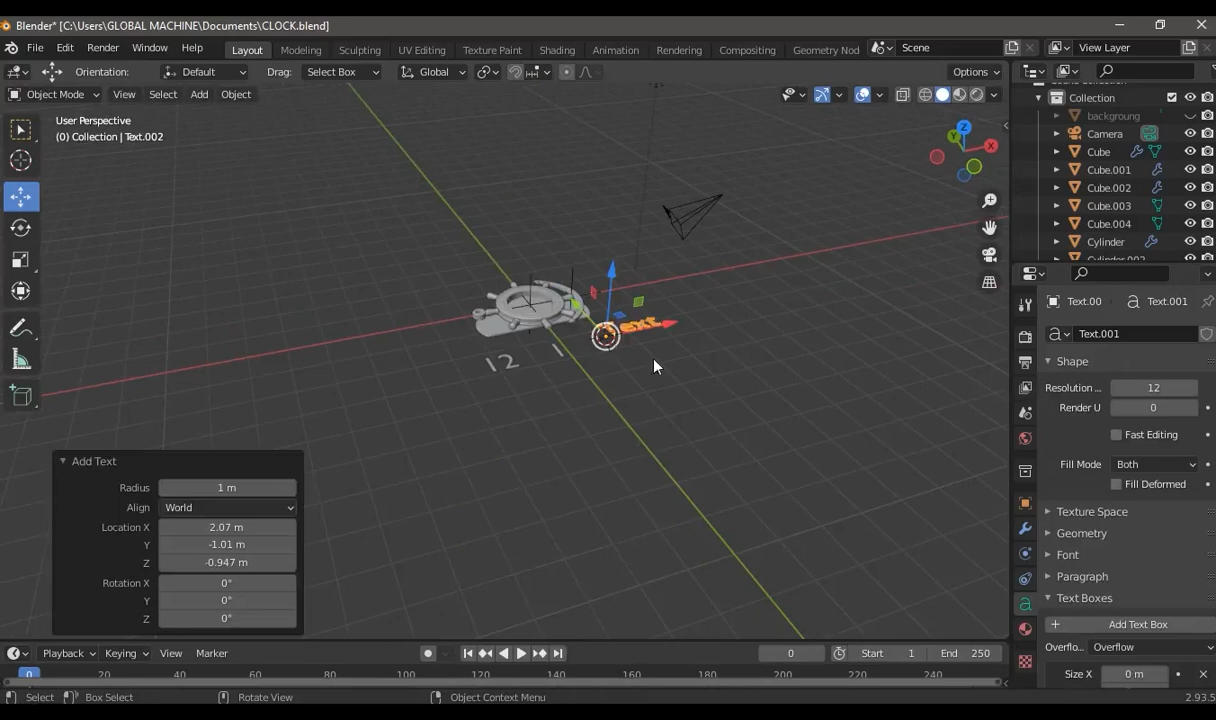 Blender* [C:\Users\GLOBAL MACHINE\Documents\CLOCK.blend]
File Edit Render Window Help Layout Modeling Sculpting UV Editing Texture Paint Shading Animation Rendering Compositing Geometry Nod Scene View Layer
Orientation: Default Drag: Select Box Global Options
Object Mode View Select Add Object
User Perspective
(0) Collection | Text.002
Z
Y
X
12
1
Text
Add Text
Radius 1 m
Align World
Location X 2.07 m
Y -1.01 m
Z -0.947 m
Rotation X 0°
Y 0°
Z 0°
Collection
backgroung
Camera
Cube
Cube.001
Cube.002
Cube.003
Cube.004
Cylinder
Cylinder.002
Text.00 Text.001
Text.001
Shape
Resolution ... 12
Render U 0
Fast Editing
Fill Mode Both
Fill Deformed
Texture Space
Geometry
Font
Paragraph
Text Boxes
Add Text Box
Overflo... Overflow
Size X 0 m
Playback Keying View Marker 0 Start 1 End 250
0 20 40 60 80 100 120 140 160 180 200 220 240
Select Box Select Rotate View Object Context Menu 2.93.5